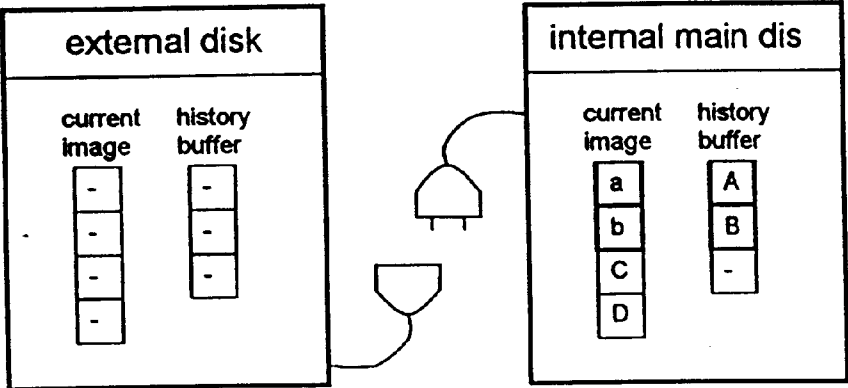 external disk
current history
image buffer
-
-
-
-
-
-
-
internal main dis
current history
image buffer
a A
b B
C -
D